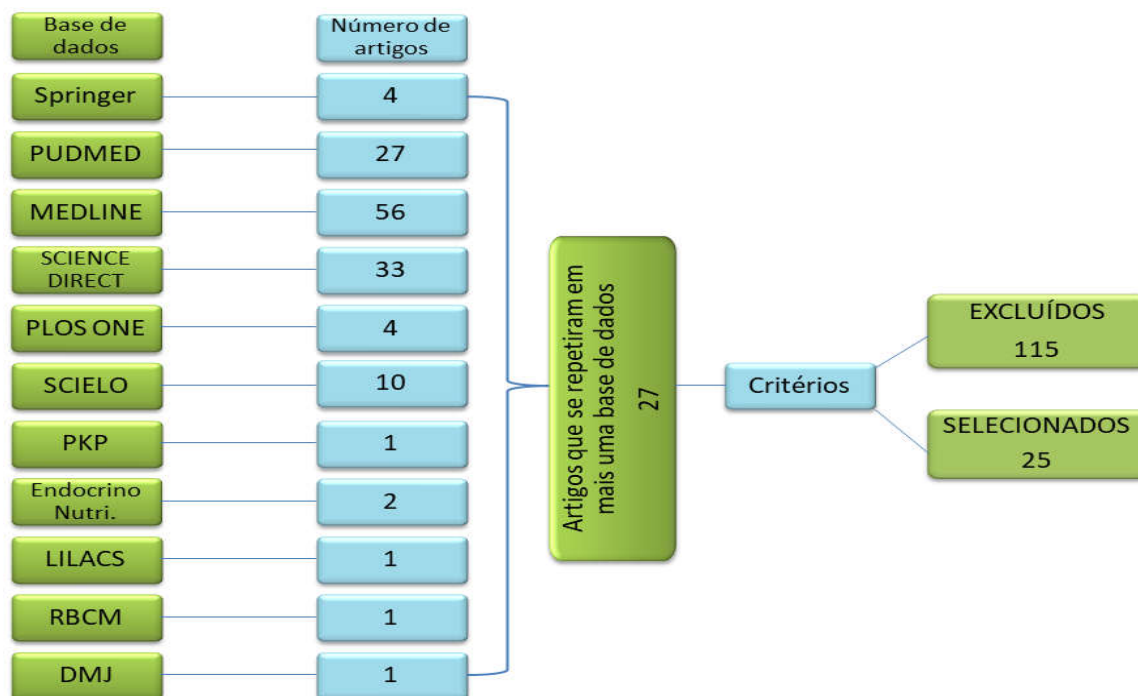 Base de
dados
Número de
artigos
Springer
4
PUDMED
27
MEDLINE
56
SCIENCE
DIRECT
33
PLOS ONE
4
SCIELO
10
PKP
1
Endocrino
Nutri.
2
LILACS
1
RBCM
1
DMJ
1
Artigos que se repetiram em
mais uma base de dados
27
Critérios
EXCLUÍDOS
115
SELECIONADOS
25